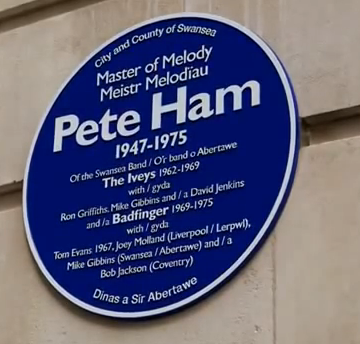 City and County of Swansea
Master of Melody
Meistr Melodïau
Pete Ham
1947-1975
Of the Swansea Band / O'r band o Abertawe
The Iveys 1962-1969
with / gyda
Ron Griffiths, Mike Gibbins and / a David Jenkins
and /a Badfinger 1969-1975
with / gyda
Tom Evans 1967, Joey Molland (Liverpool / Lerpwl),
Mike Gibbins (Swansea / Abertawe) and / a
Bob Jackson (Coventry)
Dinas a Sir Abertawe